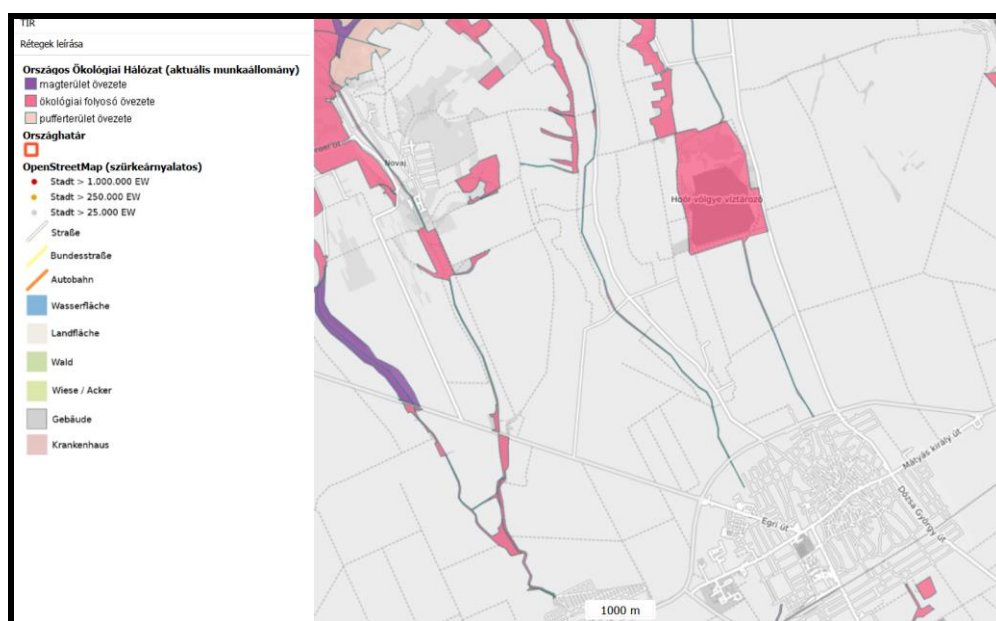 TIR
Rétegek leírása
Országos Ökológiai Hálózat (aktuális munkaállomány)
magterület övezete
ökológiai folyosó övezete
pufferterület övezete
Országhatár
OpenStreetMap (szürkeárnyalatos)
Stadt > 1.000.000 EW
Stadt > 250.000 EW
Stadt > 25.000 EW
Straße
Bundesstraße
Autobahn
Wasserfläche
Landfläche
Wald
Wiese / Acker
Gebäude
Krankenhaus
Novaj
Hoór völgye víztározó
Mátyás király út
Dózsa György út
Egri út
1000 m